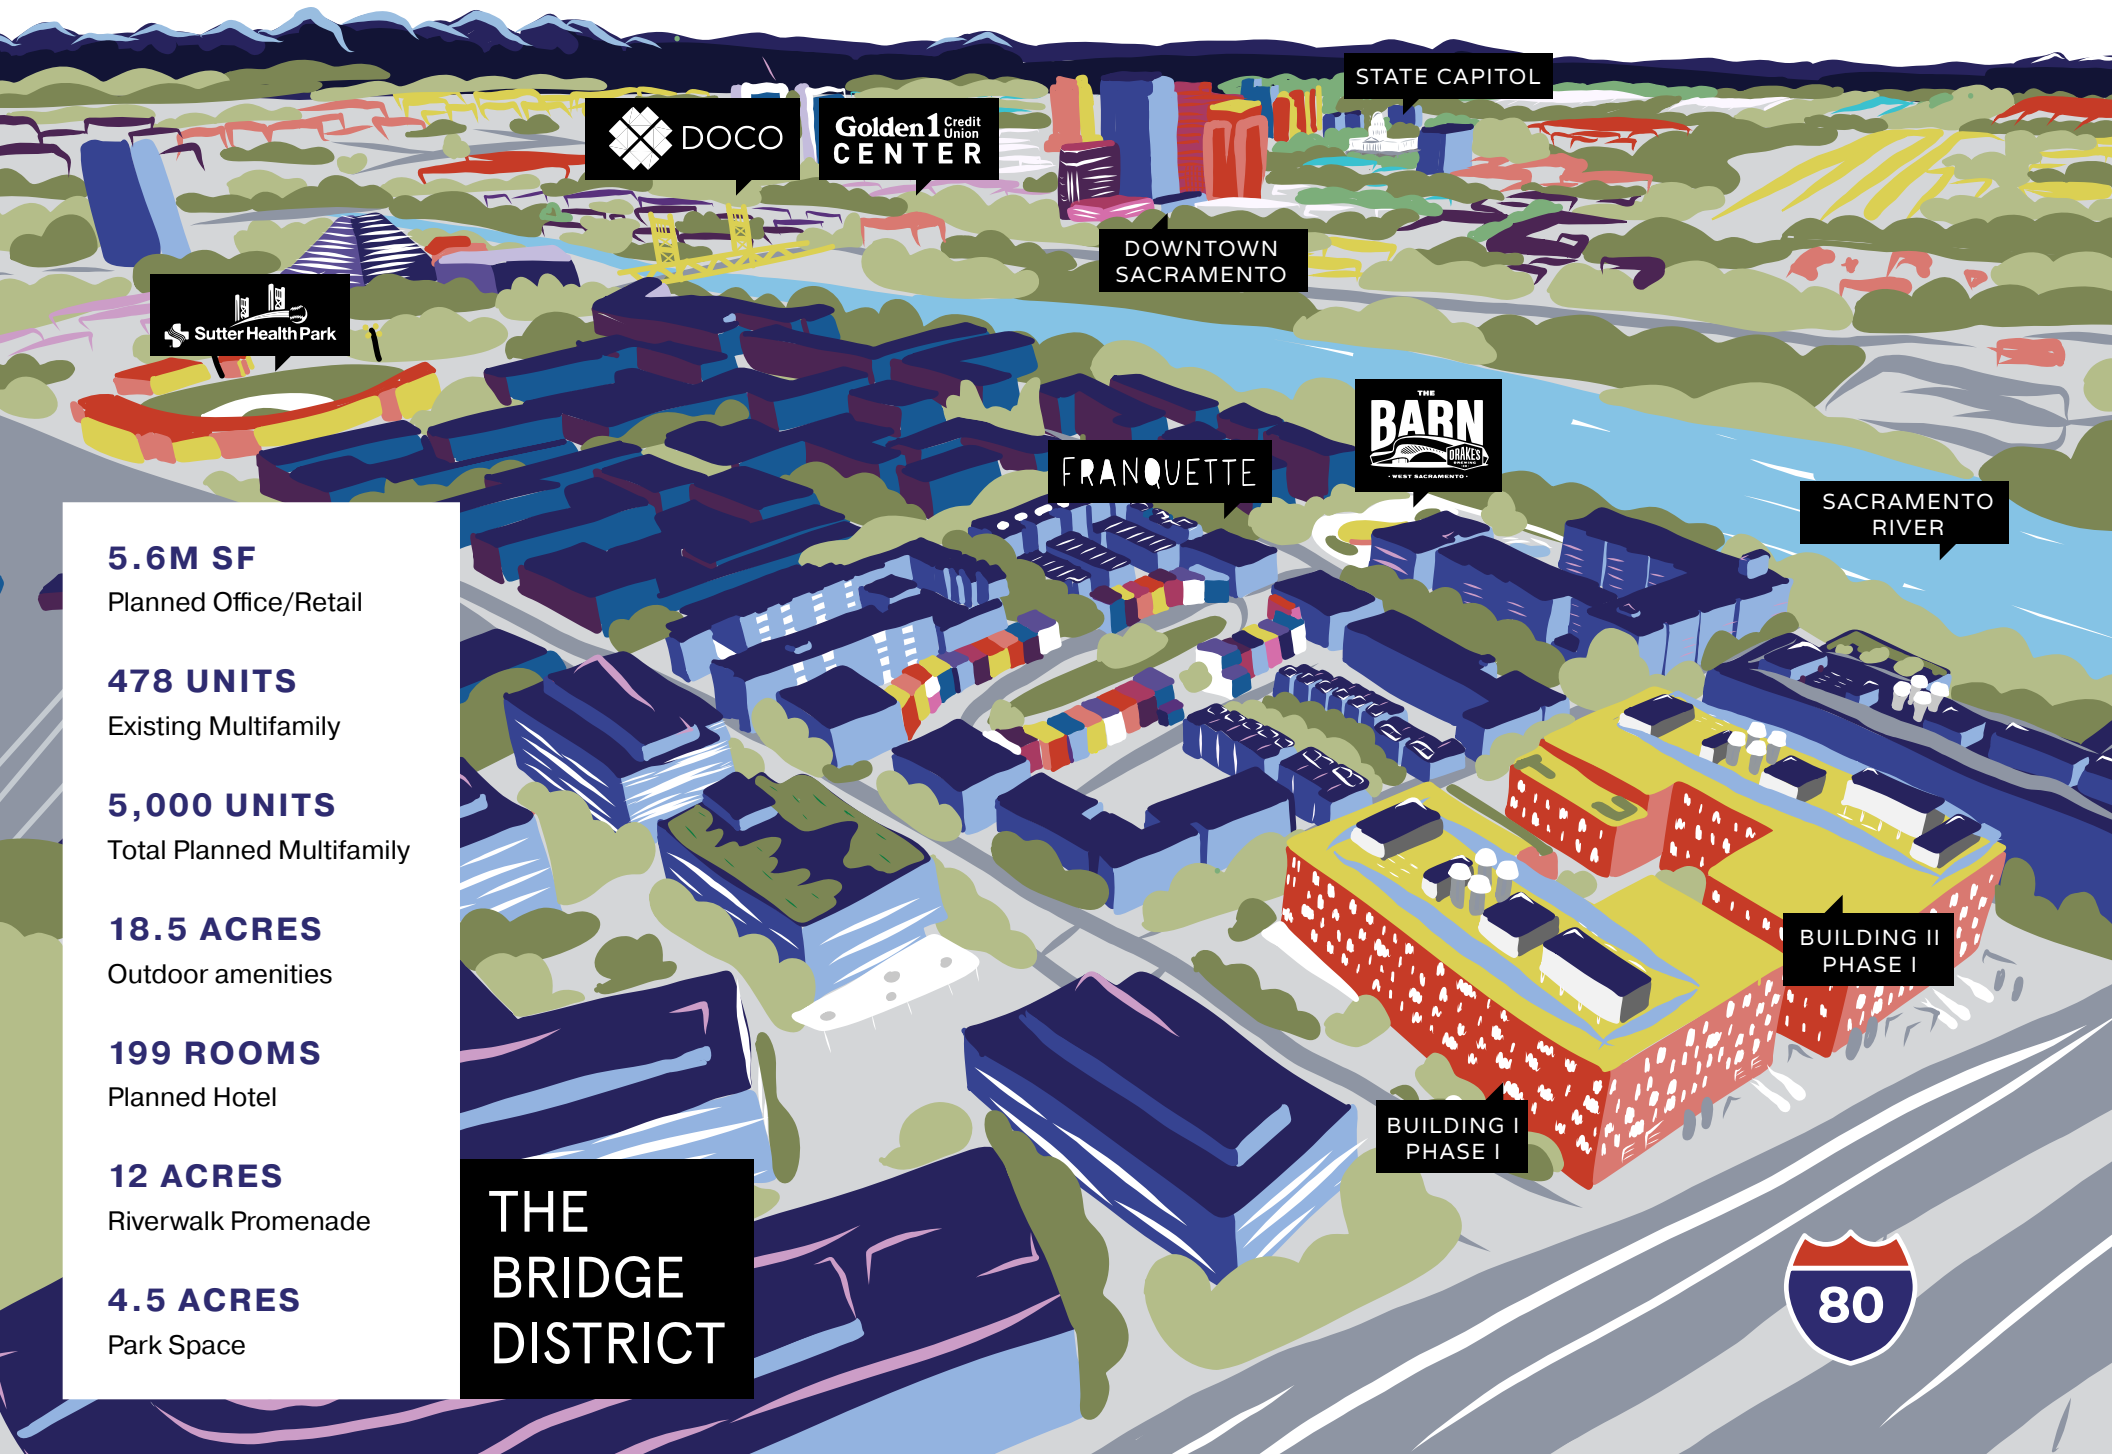 STATE CAPITOL
DOCO
Golden 1 Credit Union
CENTER
DOWNTOWN
SACRAMENTO
Sutter Health Park
THE
BARN
DRAKE'S
BREWING
CO
· WEST SACRAMENTO ·
FRANQUETTE
SACRAMENTO
RIVER
5.6M SF
Planned Office/Retail
478 UNITS
Existing Multifamily
5,000 UNITS
Total Planned Multifamily
18.5 ACRES
Outdoor amenities
199 ROOMS
Planned Hotel
12 ACRES
Riverwalk Promenade
4.5 ACRES
Park Space
BUILDING II
PHASE I
BUILDING I
PHASE I
THE
BRIDGE
DISTRICT
80